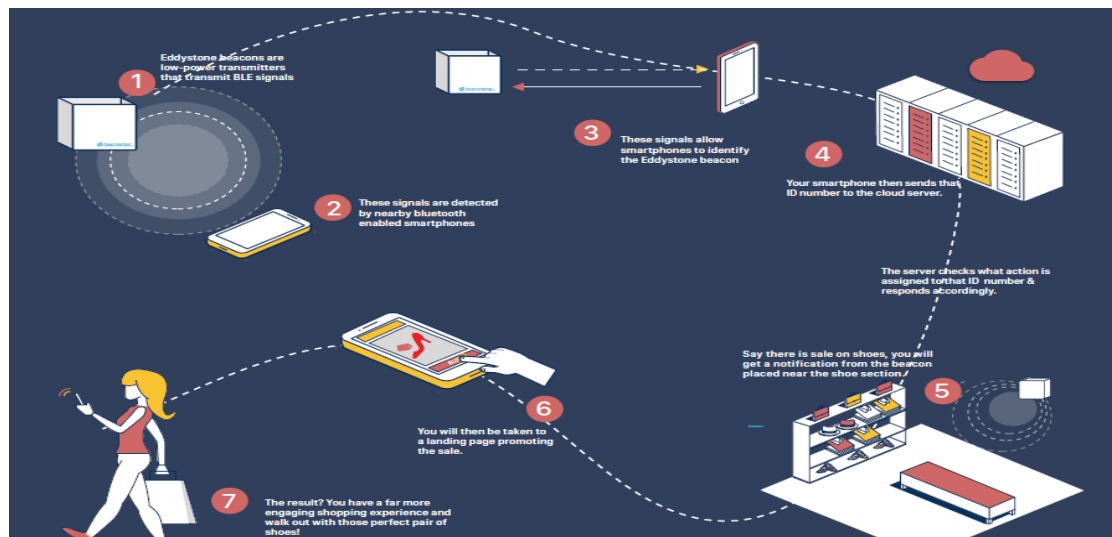 1
Eddystone beacons are
low-power transmitters
that transmit BLE signals
beaconstac.
2
These signals are detected
by nearby bluetooth
enabled smartphones
beaconstac.
3
These signals allow
smartphones to identify
the Eddystone beacon
4
Your smartphone then sends that
ID number to the cloud server.
The server checks what action is
assigned to that ID number &
responds accordingly.
5
Say there is sale on shoes, you will
get a notification from the beacon
placed near the shoe section.
6
You will then be taken to
a landing page promoting
the sale.
7
The result? You have a far more
engaging shopping experience and
walk out with those perfect pair of
shoes!